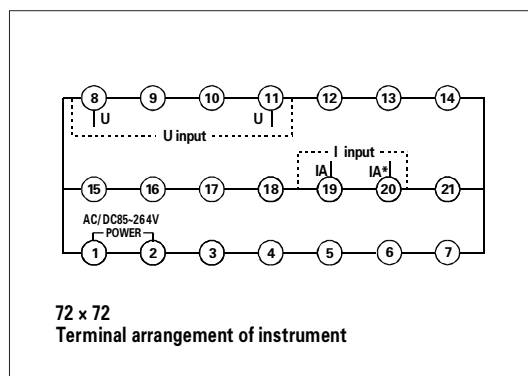 8 9 10 11 12 13 14
U U
U input
I input
IA IA*
15 16 17 18 19 20 21
AC/DC85~264V
POWER
1 2 3 4 5 6 7
72 × 72
Terminal arrangement of instrument